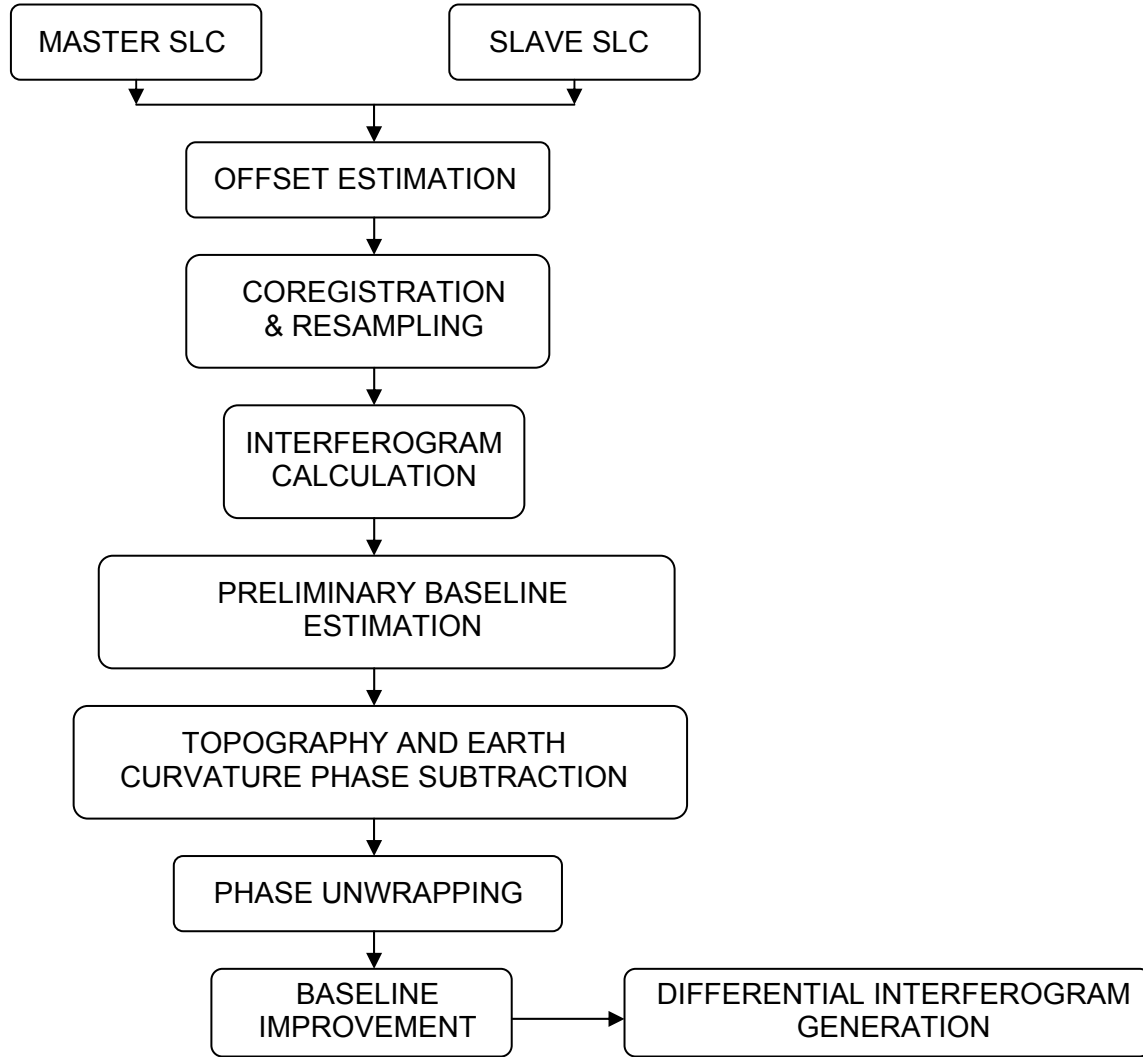 MASTER SLC
SLAVE SLC
OFFSET ESTIMATION
COREGISTRATION
& RESAMPLING
INTERFEROGRAM
CALCULATION
PRELIMINARY BASELINE
ESTIMATION
TOPOGRAPHY AND EARTH
CURVATURE PHASE SUBTRACTION
PHASE UNWRAPPING
BASELINE
IMPROVEMENT
DIFFERENTIAL INTERFEROGRAM
GENERATION